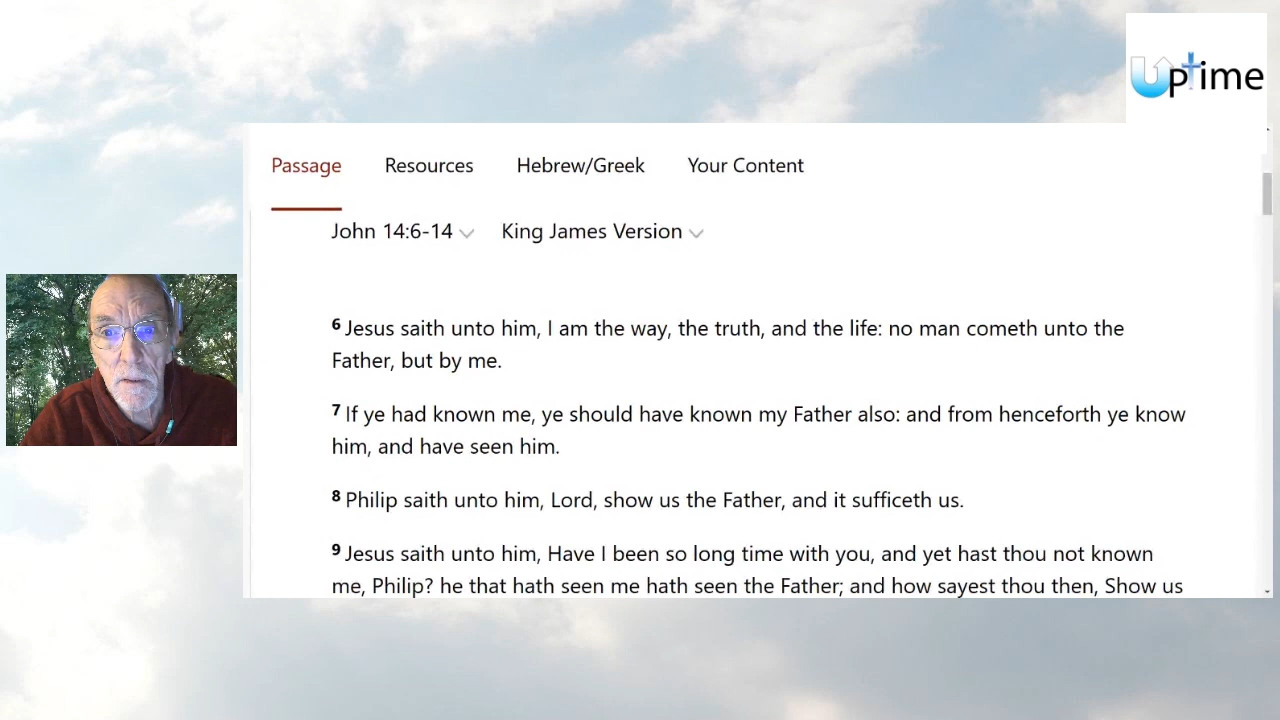 Uptime
Passage Resources Hebrew/Greek Your Content
John 14:6-14 King James Version
6 Jesus saith unto him, I am the way, the truth, and the life: no man cometh unto the
Father, but by me.
7 If ye had known me, ye should have known my Father also: and from henceforth ye know
him, and have seen him.
8 Philip saith unto him, Lord, show us the Father, and it sufficeth us.
9 Jesus saith unto him, Have I been so long time with you, and yet hast thou not known
me, Philip? he that hath seen me hath seen the Father; and how sayest thou then, Show us